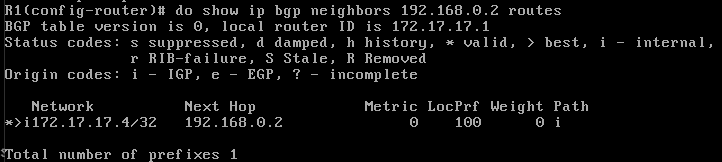 R1(config-router)# do show ip bgp neighbors 192.168.0.2 routes
BGP table version is 0, local router ID is 172.17.17.1
Status codes: s suppressed, d damped, h history, * valid, > best, i - internal,
              r RIB-failure, S Stale, R Removed
Origin codes: i - IGP, e - EGP, ? - incomplete

   Network          Next Hop            Metric LocPrf Weight Path
*>i172.17.17.4/32   192.168.0.2              0    100      0 i

Total number of prefixes 1